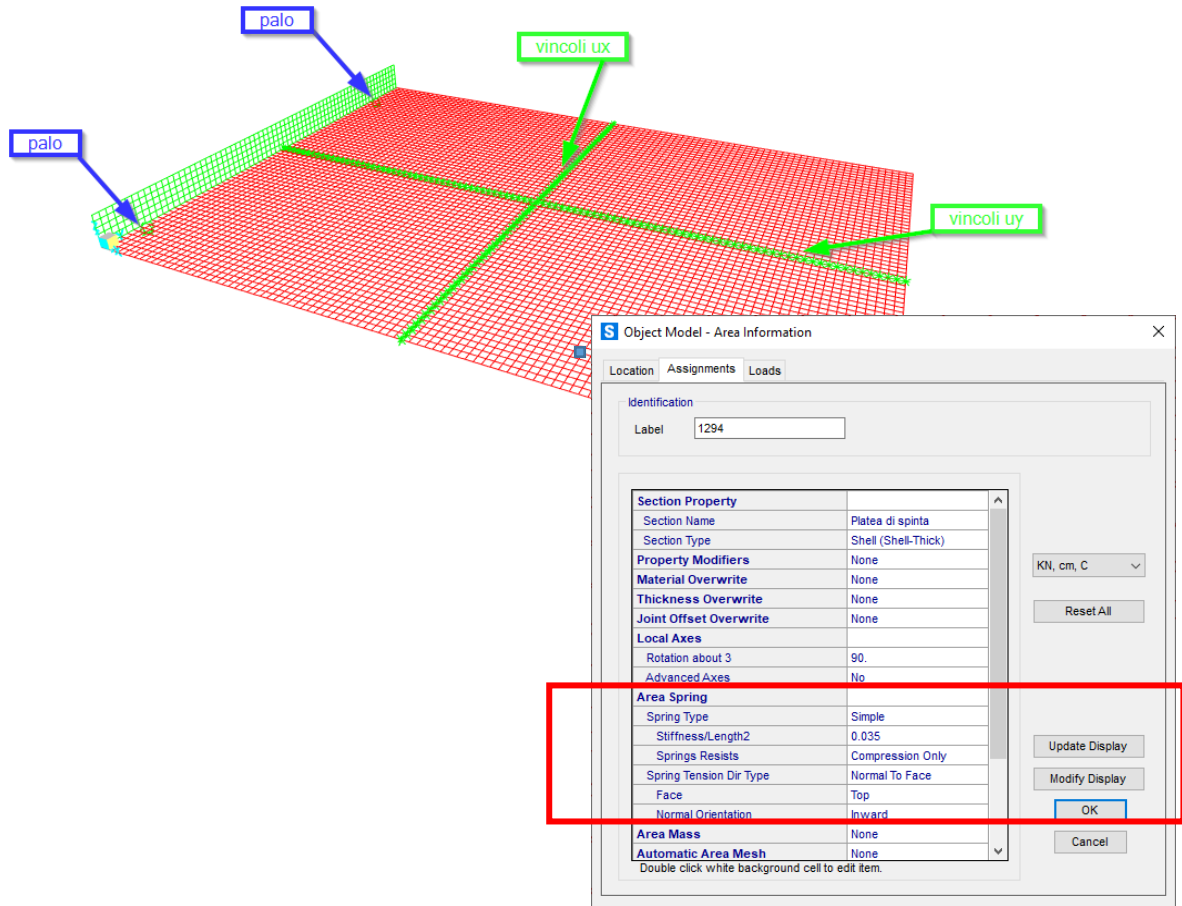 palo
vincoli ux
palo
vincoli uy
S Object Model - Area Information
Location Assignments Loads
Identification
Label 1294
Section Property
Section Name Platea di spinta
Section Type Shell (Shell-Thick)
Property Modifiers None
Material Overwrite None
Thickness Overwrite None
Joint Offset Overwrite None
Local Axes
Rotation about 3 90.
Advanced Axes No
Area Spring
Spring Type Simple
Stiffness/Length2 0.035
Springs Resists Compression Only
Spring Tension Dir Type Normal To Face
Face Top
Normal Orientation Inward
Area Mass None
Automatic Area Mesh None
Double click white background cell to edit item.
KN, cm, C
Reset All
Update Display
Modify Display
OK
Cancel